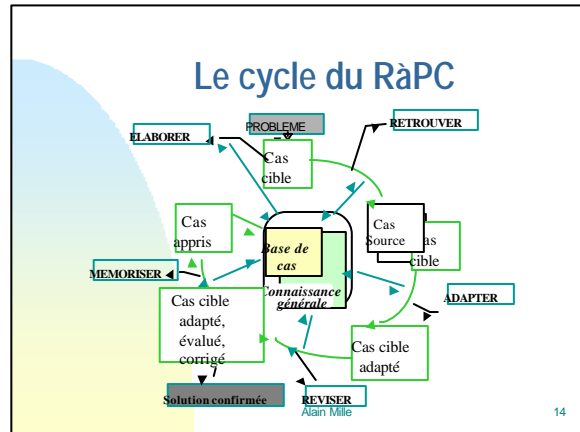 Le cycle du RàPC
PROBLEME
ELABORER
RETROUVER
Cas
cible
Cas
appris
Cas
Source
cas
cible
Base de
cas
MEMORISER
Connaissance
générale
ADAPTER
Cas cible
adapté,
évalué,
corrigé
Cas cible
adapté
Solution confirmée
REVISER
Alain Mille
14